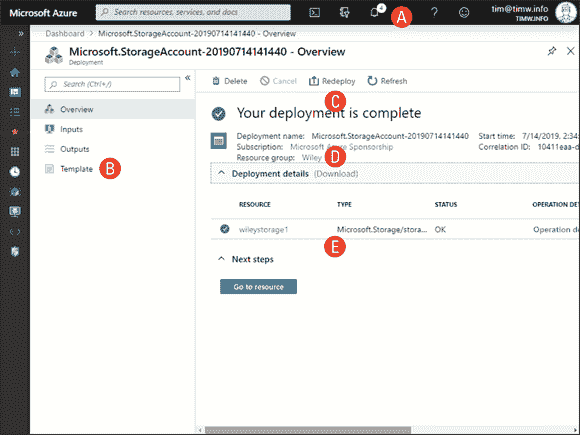 Microsoft Azure
Search resources, services, and docs
4
A
?
tim@timw.info
TIMW.INFO
Dashboard > Microsoft.StorageAccount-20190714141440 - Overview
Microsoft.StorageAccount-20190714141440 - Overview
Deployment
Search (Ctrl+/)
Overview
Inputs
Outputs
Template
B
Delete
Cancel
Redeploy
Refresh
C
Your deployment is complete
Deployment name: Microsoft.StorageAccount-20190714141440
Subscription: Microsoft Azure Sponsorship
Resource group: Wiley
D
Start time: 7/14/2019, 2:34:
Correlation ID: 10411eaa-d
Deployment details (Download)
RESOURCE TYPE STATUS OPERATION DE
wileystorage1 Microsoft.Storage/stora... OK Operation de
E
Next steps
Go to resource